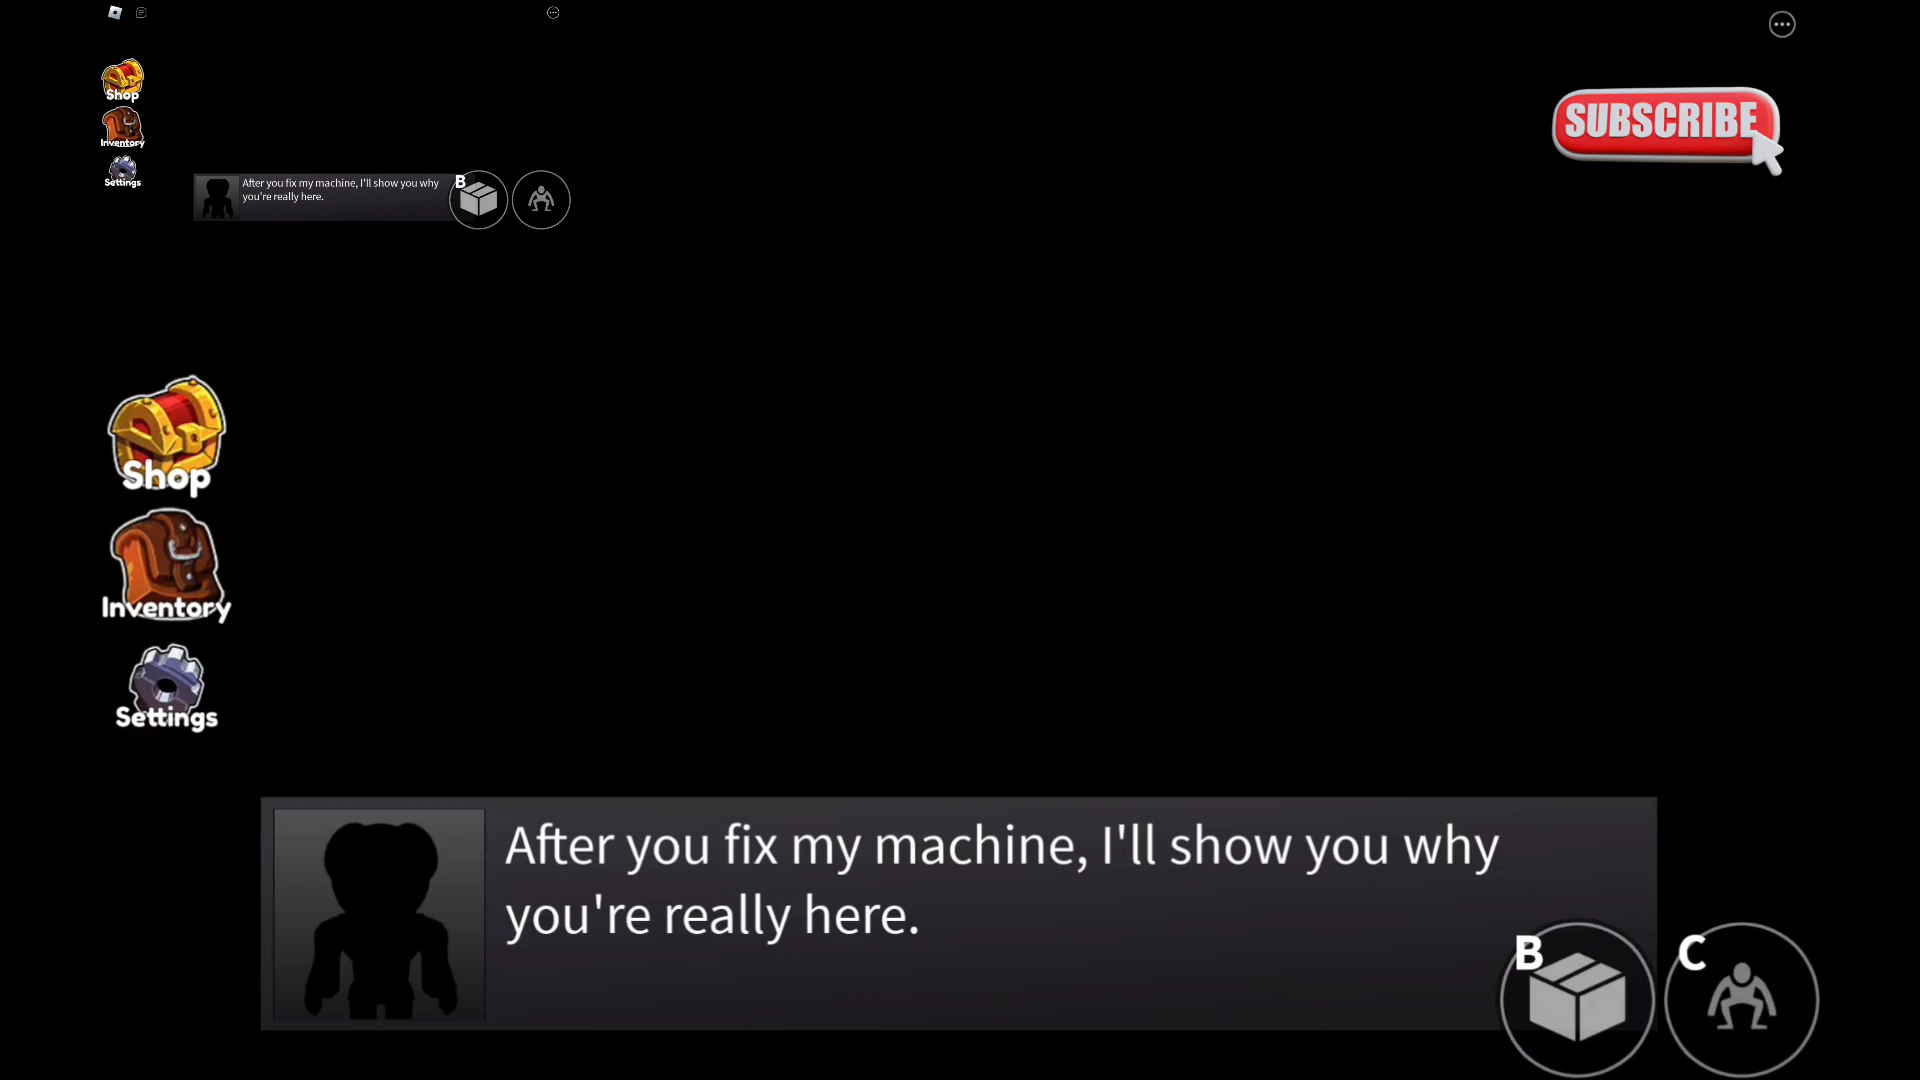 Shop
Inventory
Settings
After you fix my machine, I'll show you why
you're really here.
B
SUBSCRIBE
Shop
Inventory
Settings
After you fix my machine, I'll show you why
you're really here.
B
C